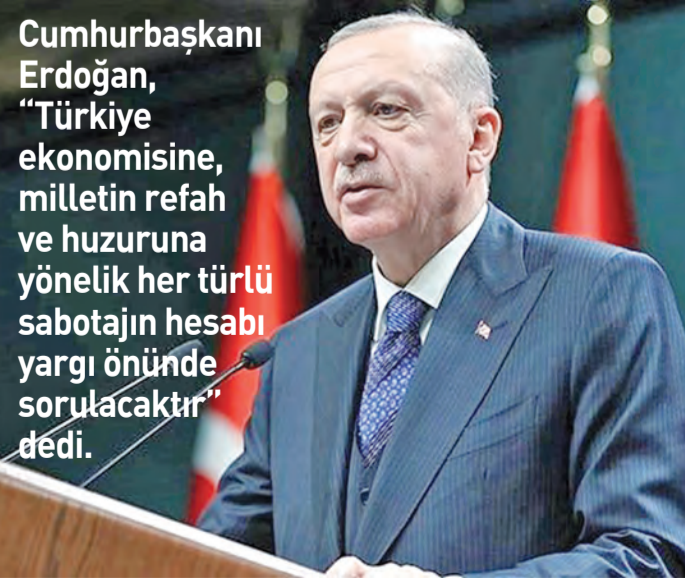 Cumhurbaşkanı
Erdoğan,
“Türkiye
ekonomisine,
milletin refah
ve huzuruna
yönelik her türlü
sabotajın hesabı
yargı önünde
sorulacaktır”
dedi.